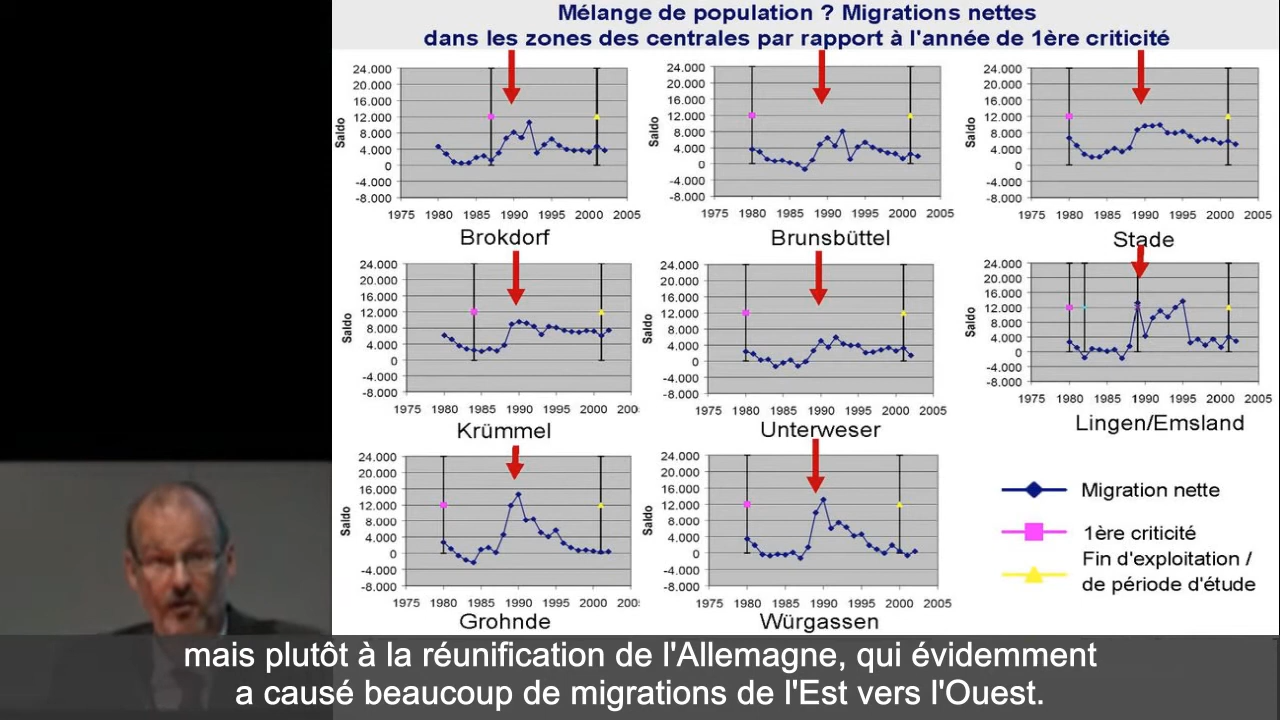 Mélange de population ? Migrations nettes
dans les zones des centrales par rapport à l'année de 1ère criticité
24.000
20.000
16.000
12.000
8.000
4.000
0
-4.000
-8.000
Saldo
1975 1980 1985 1990 1995 2000 2005
Brokdorf
24.000
20.000
16.000
12.000
8.000
4.000
0
-4.000
-8.000
Saldo
1975 1980 1985 1990 1995 2000 2005
Brunsbüttel
24.000
20.000
16.000
12.000
8.000
4.000
0
-4.000
-8.000
Saldo
1975 1980 1985 1990 1995 2000 2005
Stade
24.000
20.000
16.000
12.000
8.000
4.000
0
-4.000
-8.000
Saldo
1975 1980 1985 1990 1995 2000
Krümmel
24.000
20.000
16.000
12.000
8.000
4.000
0
-4.000
-8.000
Saldo
1975 1980 1985 1990 1995 2000 2005
Unterweser
24.000
20.000
16.000
12.000
8.000
4.000
0
-4.000
-8.000
Saldo
1975 1980 1985 1990 1995 2000 2005
Lingen/Emsland
24.000
20.000
16.000
12.000
8.000
4.000
0
-4.000
-8.000
Saldo
1975 1980 1985 1990 1995 2000
Grohnde
24.000
20.000
16.000
12.000
8.000
4.000
0
-4.000
-8.000
Saldo
1975 1980 1985 1990 1995 2000 2005
Würgassen
Migration nette
1ère criticité
Fin d'exploitation /
de période d'étude
mais plutôt à la réunification de l'Allemagne, qui évidemment
a causé beaucoup de migrations de l'Est vers l'Ouest.